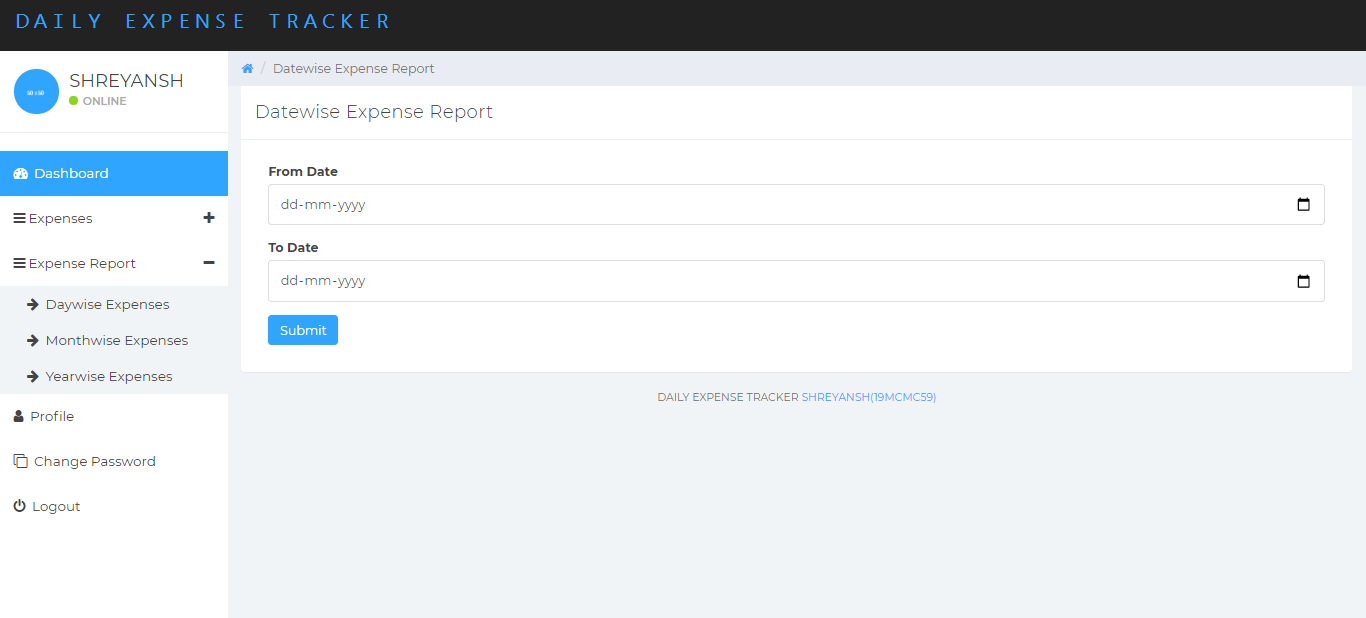 DAILY EXPENSE TRACKER
50 x 50
SHREYANSH
ONLINE
Dashboard
Expenses
Expense Report
Daywise Expenses
Monthwise Expenses
Yearwise Expenses
Profile
Change Password
Logout
/ Datewise Expense Report
Datewise Expense Report
From Date
dd-mm-yyyy
To Date
dd-mm-yyyy
Submit
DAILY EXPENSE TRACKER SHREYANSH(19MCMC59)